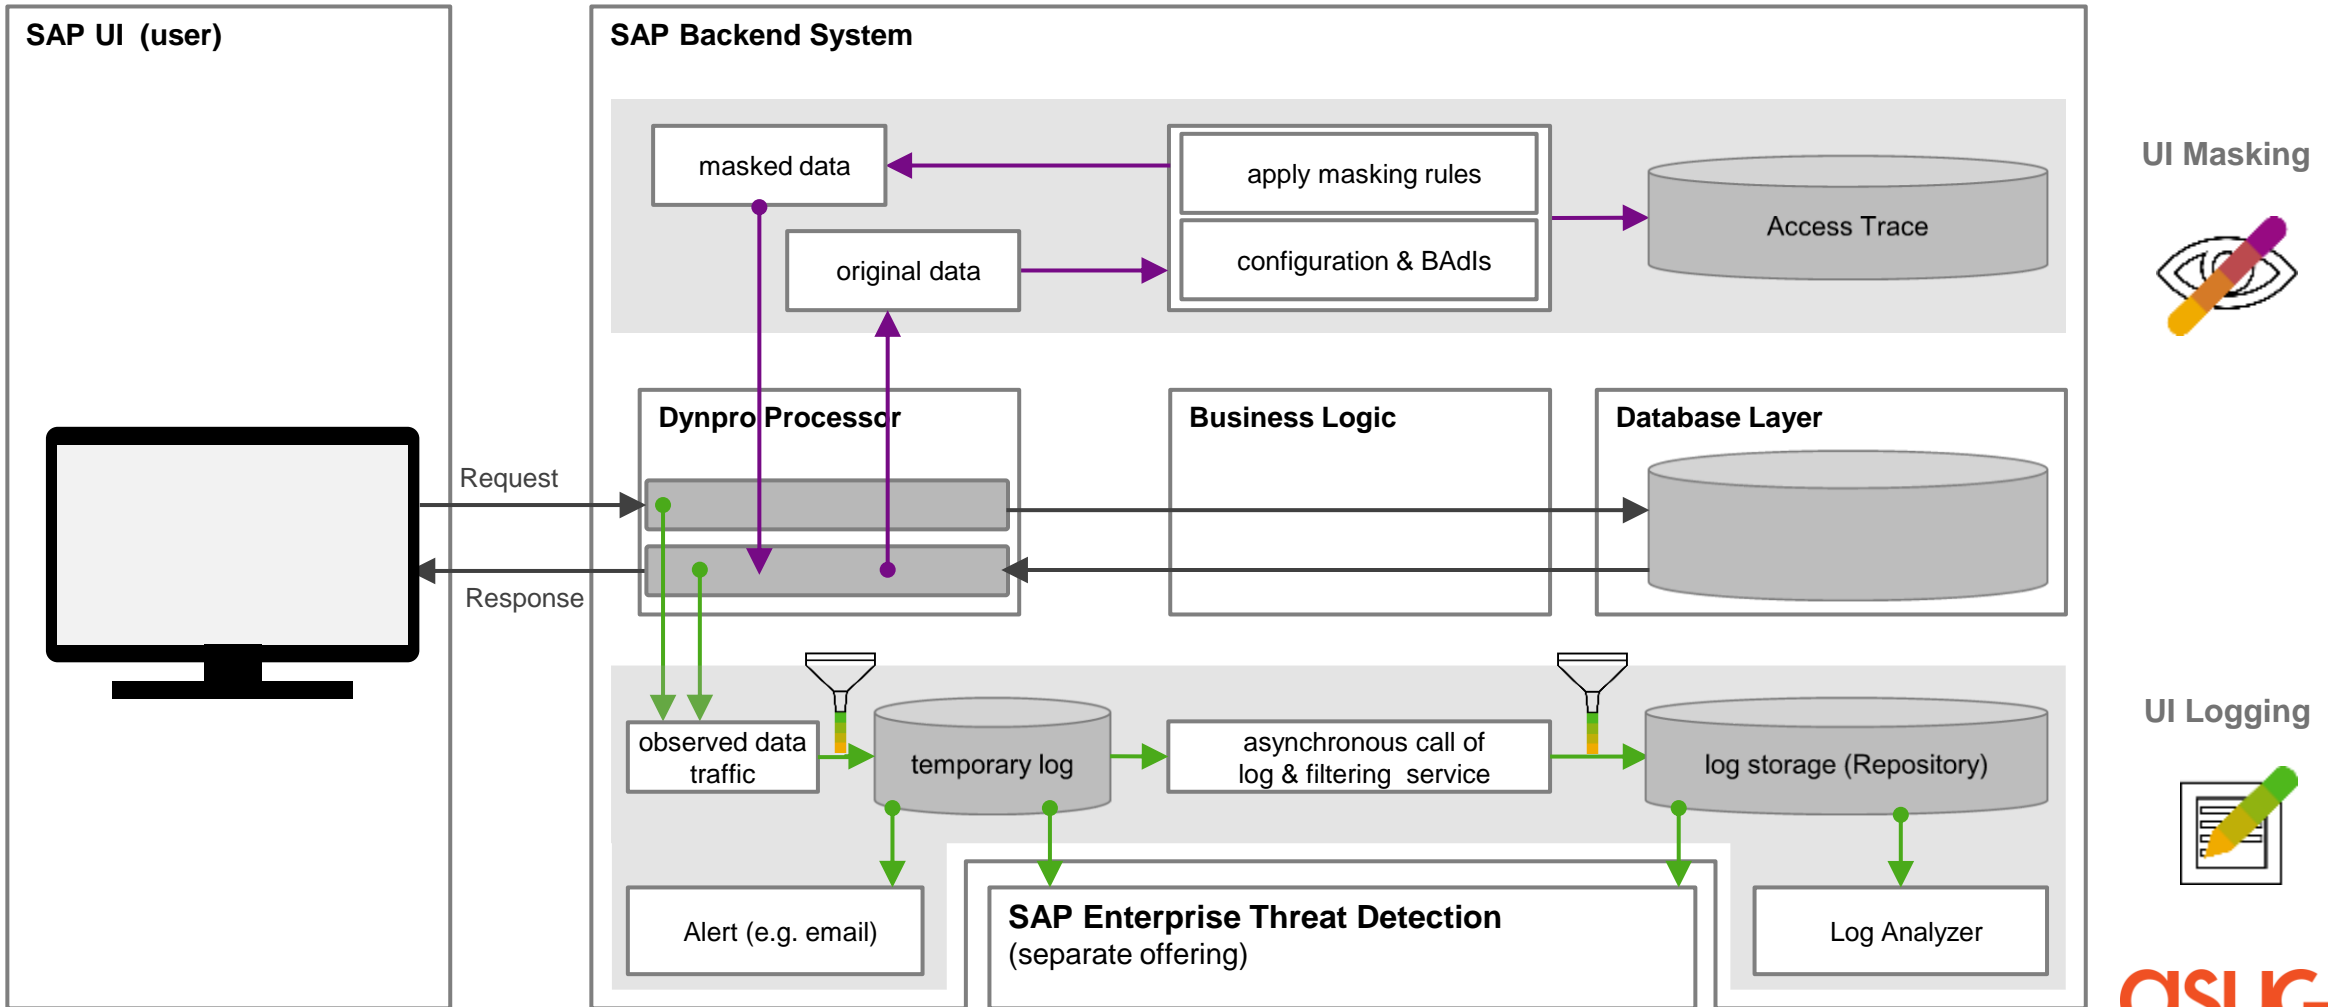 SAP UI (user)
SAP Backend System
masked data
apply masking rules
UI Masking
Access Trace
original data
configuration & BAdIs
Dynpro Processor
Business Logic
Database Layer
Request
Response
observed data
traffic
temporary log
asynchronous call of
log & filtering service
log storage (Repository)
UI Logging
Alert (e.g. email)
SAP Enterprise Threat Detection
(separate offering)
Log Analyzer
asug